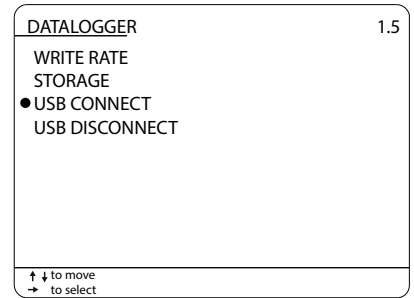 DATALOGGER 1.5
WRITE RATE
STORAGE
● USB CONNECT
USB DISCONNECT
↑ ↓ to move
→ to select